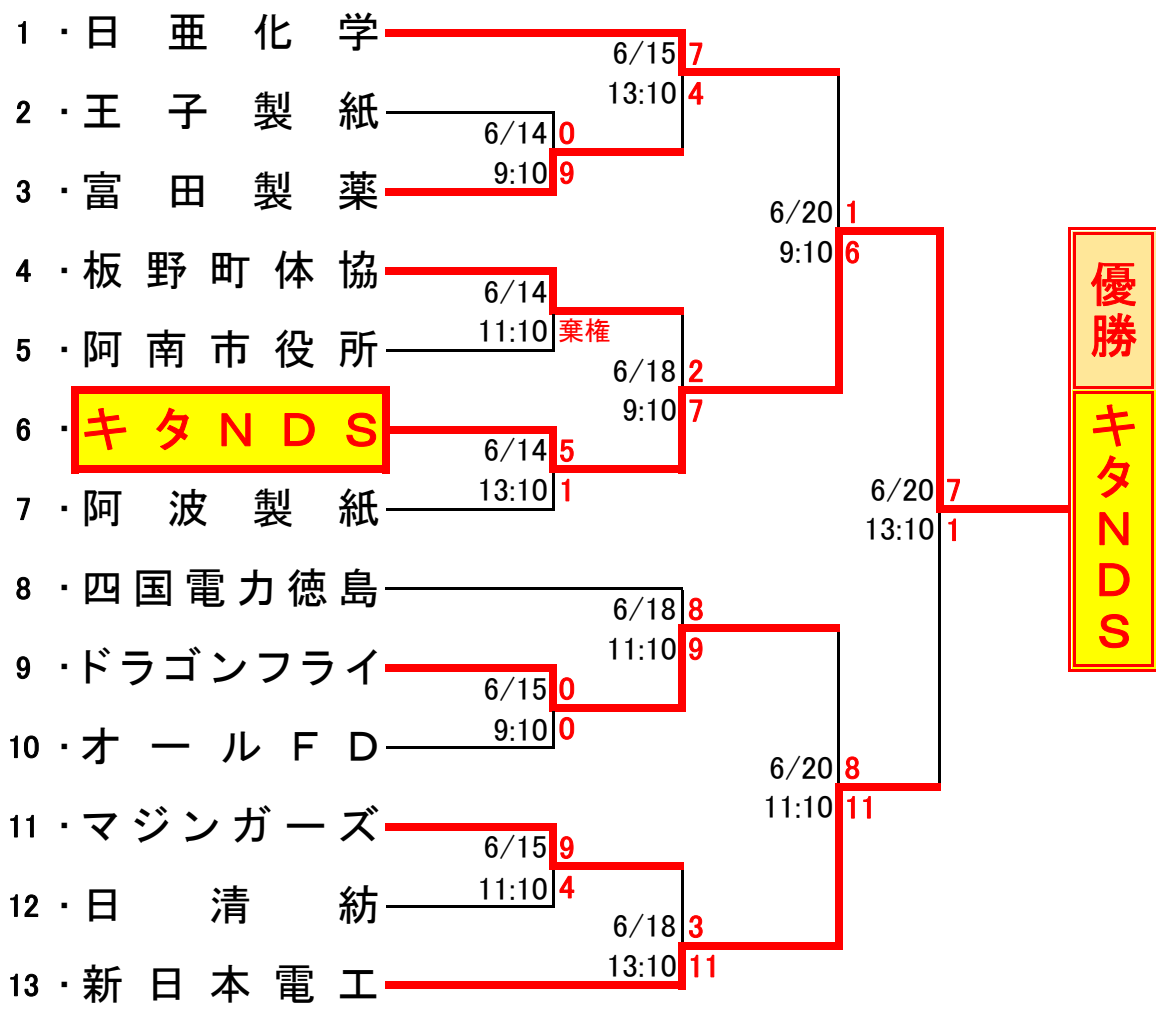 1 ・日亜化学
6/15 7
13:10 4
2 ・王子製紙
6/14 0
9:10 9
3 ・富田製薬
6/20 1
9:10 6
4 ・板野町体協
6/14
11:10 棄権
5 ・阿南市役所
6/18 2
9:10 7
6 ・キタNDS
6/14 5
13:10 1
7 ・阿波製紙
6/20 7
13:10 1
8 ・四国電力徳島
6/18 8
11:10 9
9 ・ドラゴンフライ
6/15 0
9:10 0
10 ・オールFD
6/20 8
11:10 11
11 ・マジンガーズ
6/15 9
11:10 4
12 ・日清紡
6/18 3
13:10 11
13 ・新日本電工
優勝
キタNDS